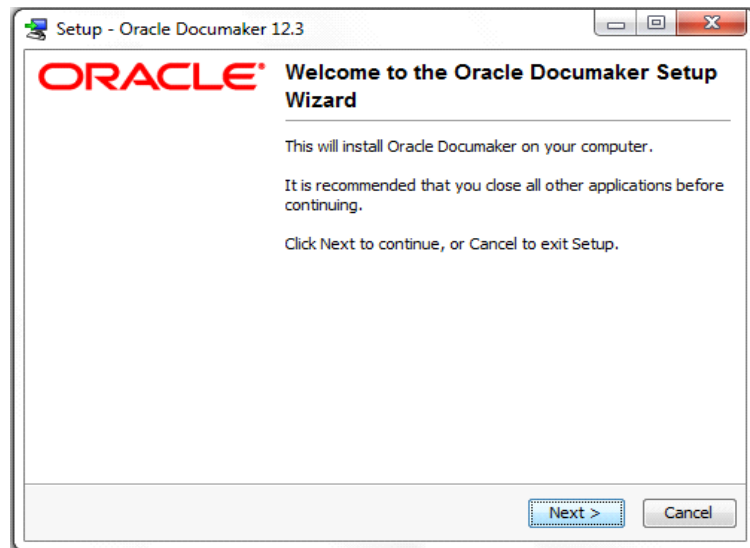 Setup - Oracle Documaker 12.3
ORACLE®
Welcome to the Oracle Documaker Setup
Wizard
This will install Oracle Documaker on your computer.
It is recommended that you close all other applications before
continuing.
Click Next to continue, or Cancel to exit Setup.
Next >
Cancel